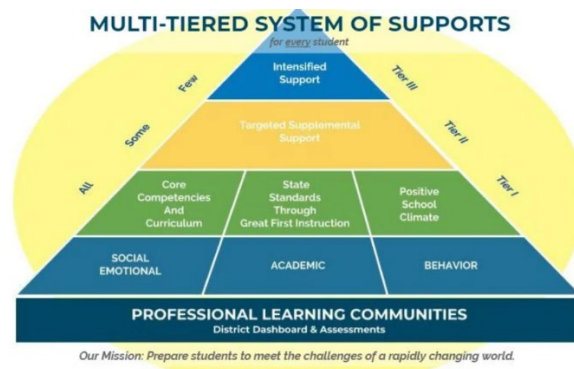 MULTI-TIERED SYSTEM OF SUPPORTS
for every student
Intensified
Support
Few
Tier III
Targeted Supplemental
Support
Some
Tier II
All
Tier I
Core
Competencies
And
Curriculum
State
Standards
Through
Great First Instruction
Positive
School
Climate
SOCIAL
EMOTIONAL
ACADEMIC
BEHAVIOR
PROFESSIONAL LEARNING COMMUNITIES
District Dashboard & Assessments
Our Mission: Prepare students to meet the challenges of a rapidly changing world.